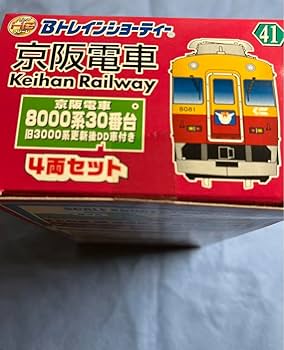 Bトレインショーティー
41
京阪電車
Keihan Railway
京阪電車
8000系30番台
旧3000系更新後DD車付き
4両セット
8081